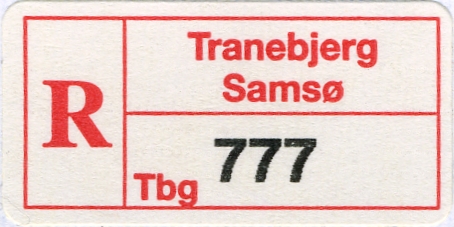 R
Tranebjerg
Samsø
Tbg 777